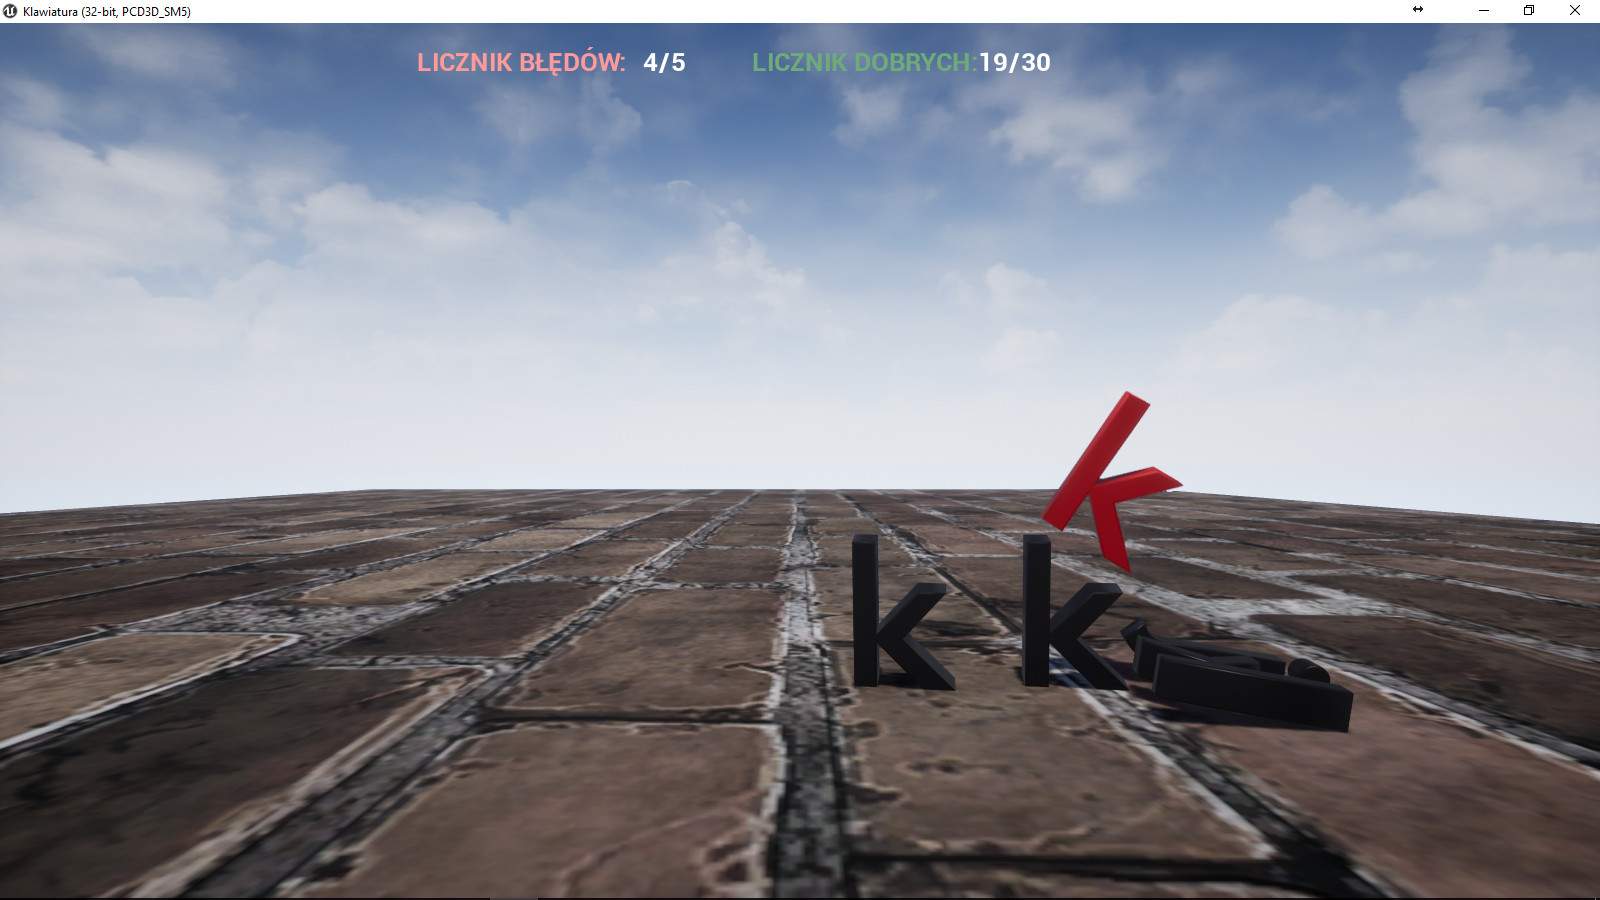 Klawiatura (32-bit, PCD3D_SM5)
LICZNIK BŁĘDÓW: 4/5 LICZNIK DOBRYCH: 19/30
k
k k